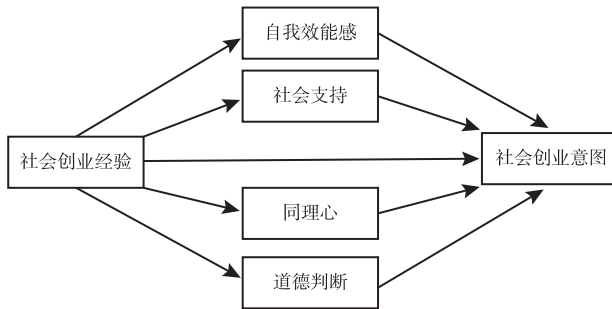 自我效能感
社会支持
社会创业经验
社会创业意图
同理心
道德判断